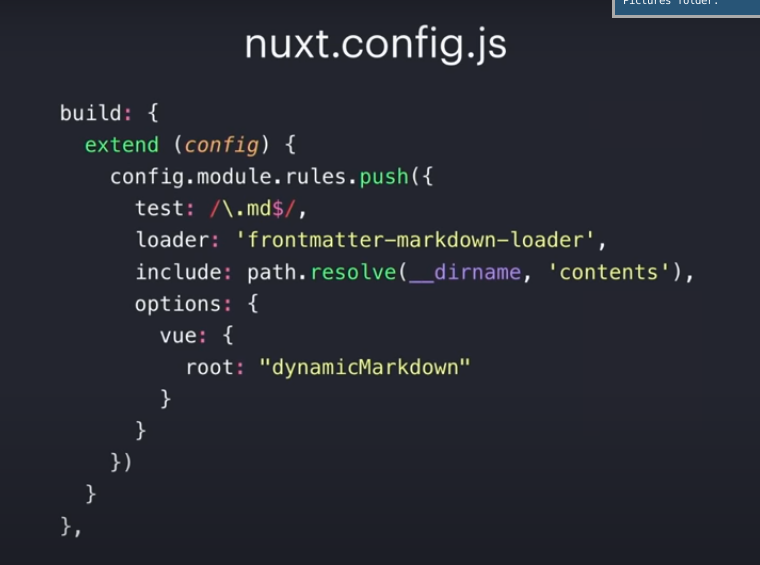 Pictures folder.
nuxt.config.js
build: {
  extend (config) {
    config.module.rules.push({
      test: /\.md$/,
      loader: 'frontmatter-markdown-loader',
      include: path.resolve(__dirname, 'contents'),
      options: {
        vue: {
          root: "dynamicMarkdown"
        }
      }
    })
  }
},